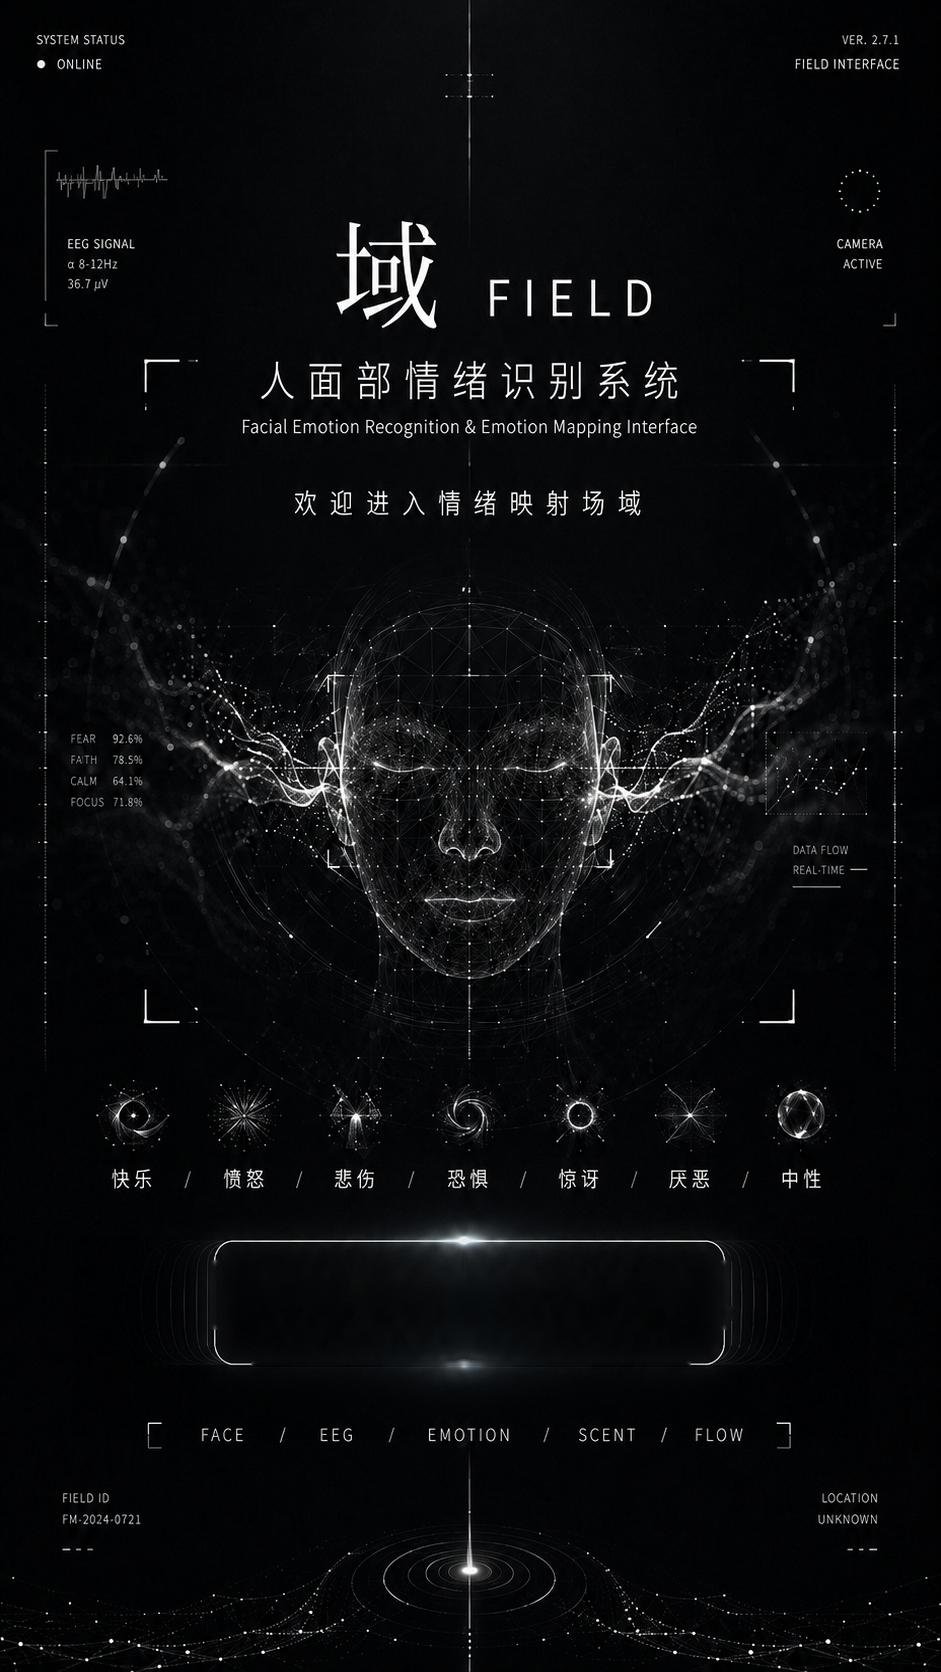 SYSTEM STATUS
ONLINE
VER. 2.7.1
FIELD INTERFACE
EEG SIGNAL
α 8-12Hz
36.7 μV
CAMERA
ACTIVE
域 FIELD
人面部情绪识别系统
Facial Emotion Recognition & Emotion Mapping Interface
欢迎进入情绪映射场域
FEAR 92.6%
FAITH 78.5%
CALM 64.1%
FOCUS 71.8%
DATA FLOW
REAL-TIME
快乐 / 愤怒 / 悲伤 / 恐惧 / 惊讶 / 厌恶 / 中性
FACE / EEG / EMOTION / SCENT / FLOW
FIELD ID
FM-2024-0721
LOCATION
UNKNOWN